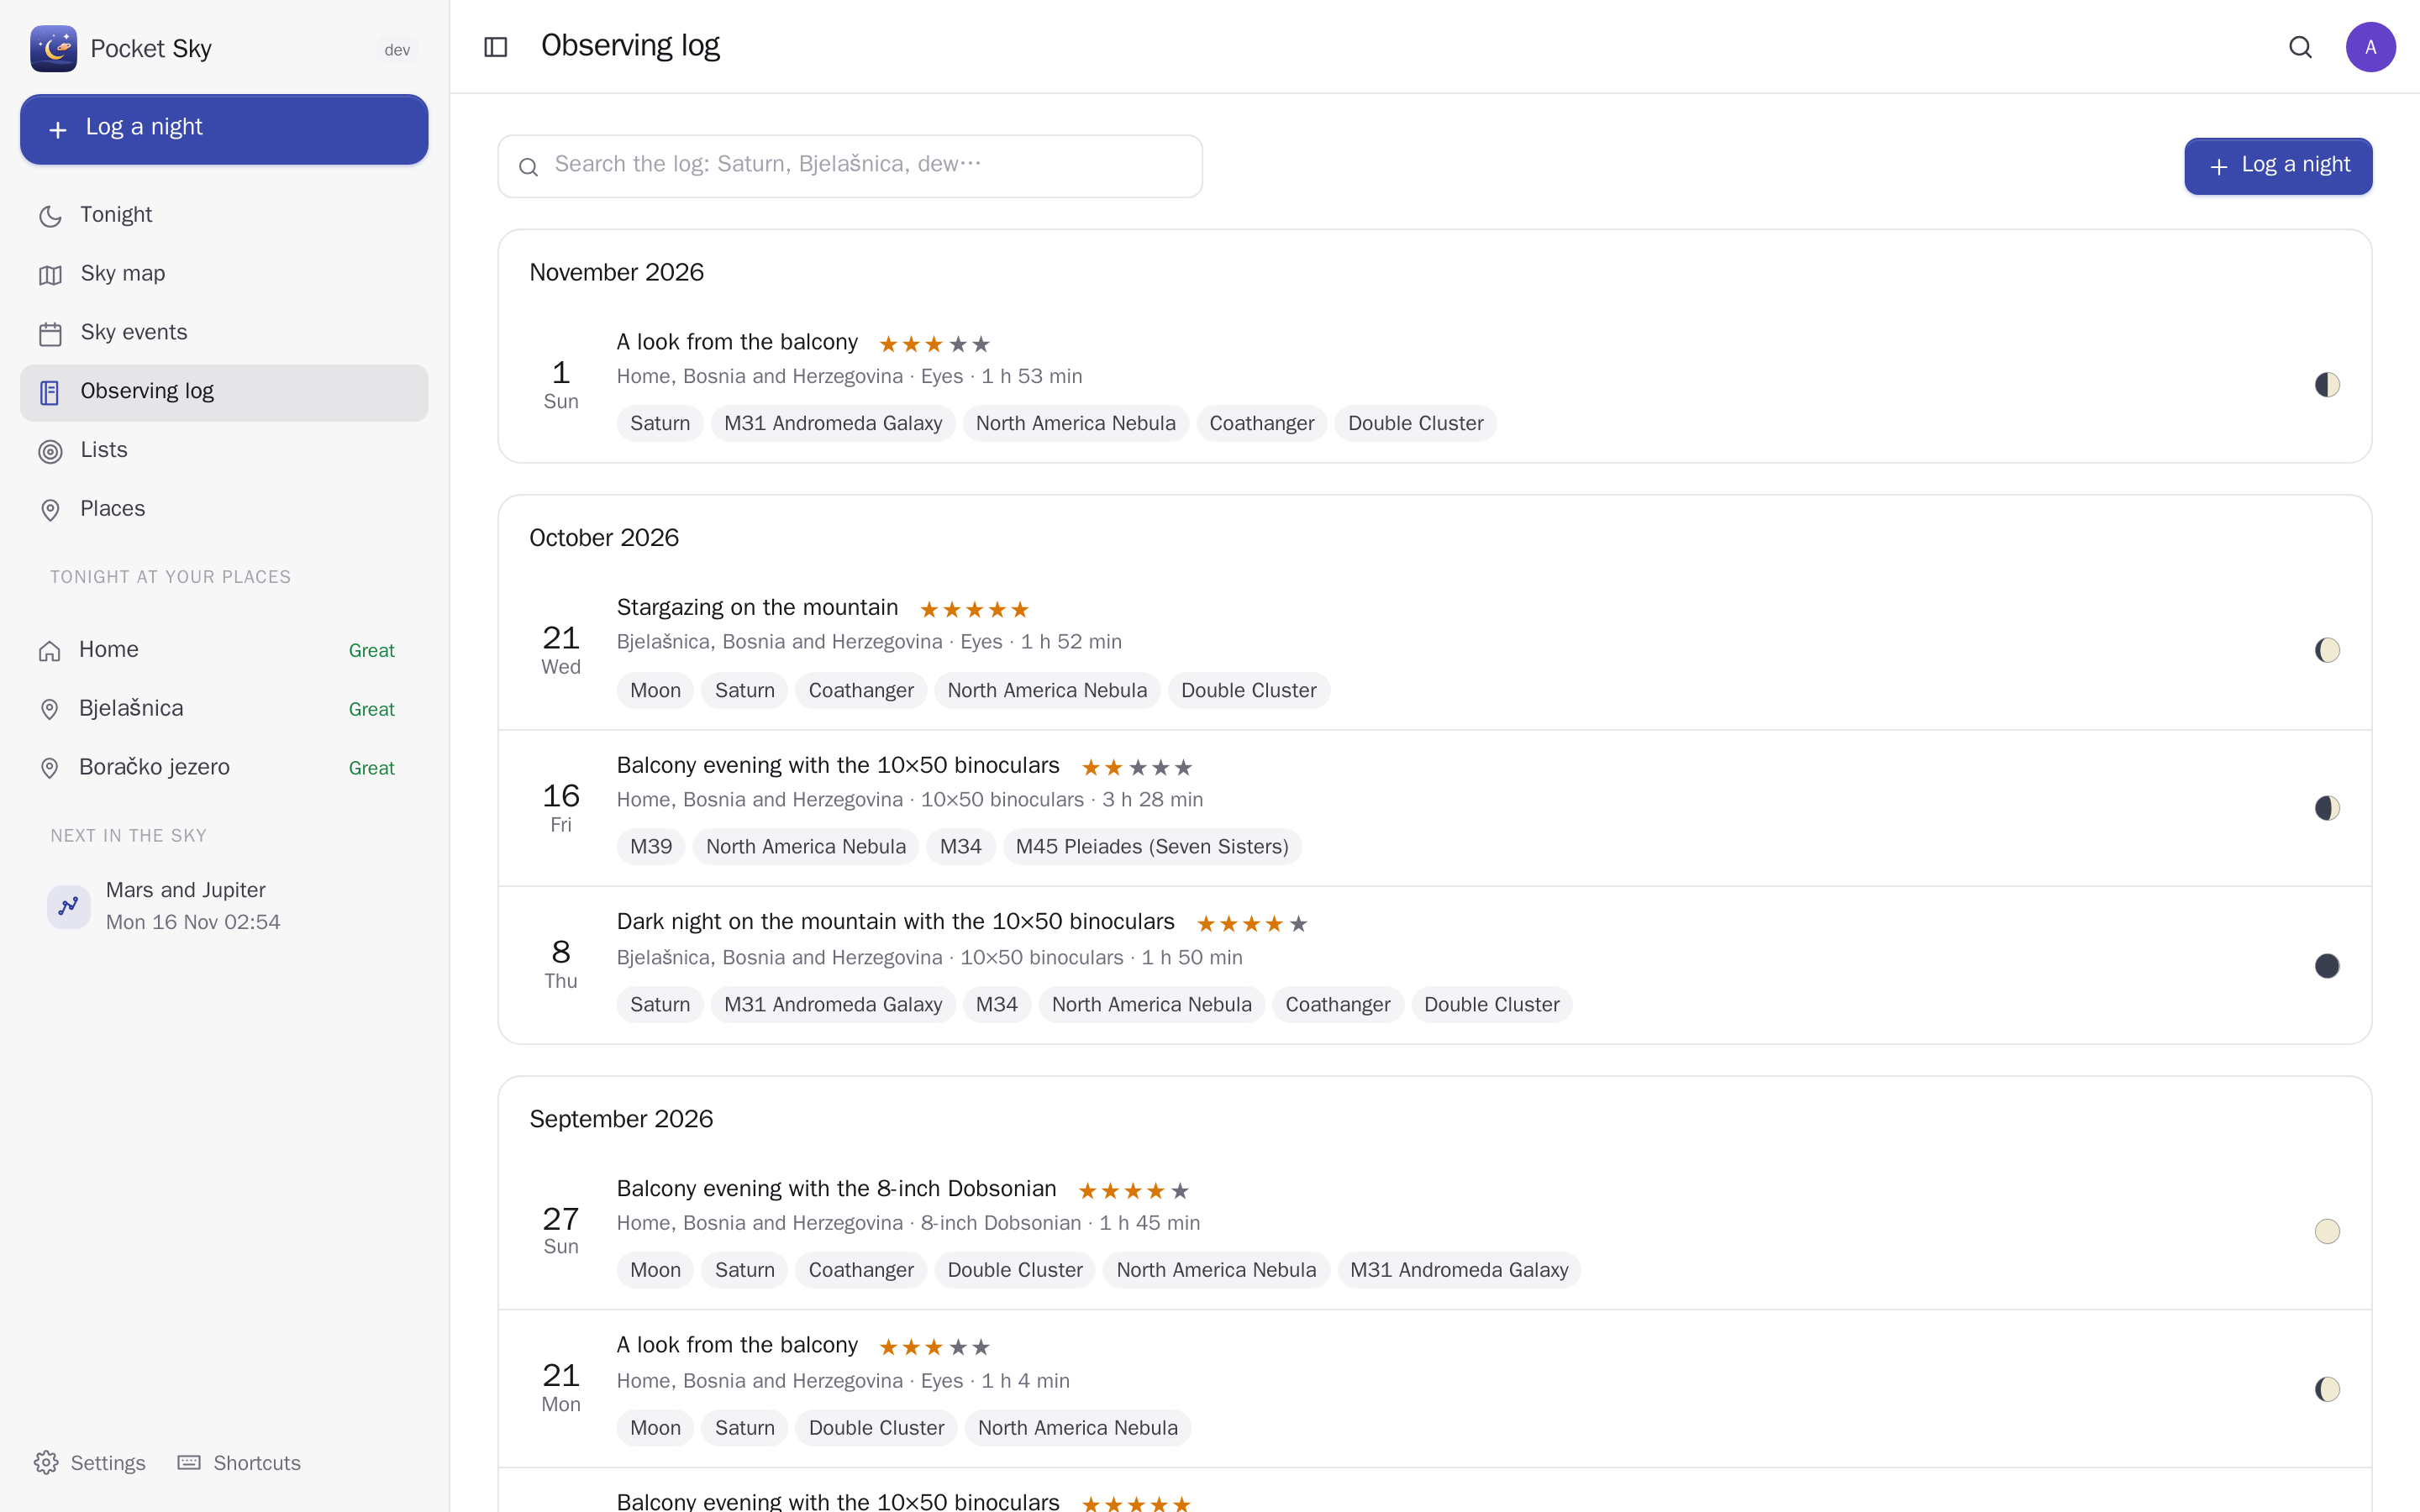 Pocket Sky
dev
Log a night
Tonight
Sky map
Sky events
Observing log
Lists
Places
TONIGHT AT YOUR PLACES
Home Great
Bjelašnica Great
Boračko jezero Great
NEXT IN THE SKY
Mars and Jupiter
Mon 16 Nov 02:54
Settings
Shortcuts
Observing log
A
Search the log: Saturn, Bjelašnica, dew…
Log a night
November 2026
1
Sun
A look from the balcony ★★★★★
Home, Bosnia and Herzegovina · Eyes · 1 h 53 min
Saturn M31 Andromeda Galaxy North America Nebula Coathanger Double Cluster
October 2026
21
Wed
Stargazing on the mountain ★★★★★
Bjelašnica, Bosnia and Herzegovina · Eyes · 1 h 52 min
Moon Saturn Coathanger North America Nebula Double Cluster
16
Fri
Balcony evening with the 10×50 binoculars ★★★★★
Home, Bosnia and Herzegovina · 10×50 binoculars · 3 h 28 min
M39 North America Nebula M34 M45 Pleiades (Seven Sisters)
8
Thu
Dark night on the mountain with the 10×50 binoculars ★★★★★
Bjelašnica, Bosnia and Herzegovina · 10×50 binoculars · 1 h 50 min
Saturn M31 Andromeda Galaxy M34 North America Nebula Coathanger Double Cluster
September 2026
27
Sun
Balcony evening with the 8-inch Dobsonian ★★★★★
Home, Bosnia and Herzegovina · 8-inch Dobsonian · 1 h 45 min
Moon Saturn Coathanger Double Cluster North America Nebula M31 Andromeda Galaxy
21
Mon
A look from the balcony ★★★★★
Home, Bosnia and Herzegovina · Eyes · 1 h 4 min
Moon Saturn Double Cluster North America Nebula
Balcony evening with the 10×50 binoculars ★★★★★